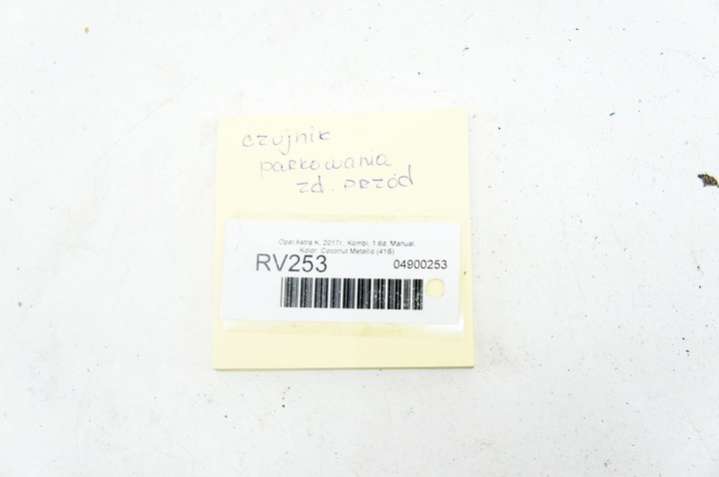 czujnik
parkowania
zd. przód
Opel Astra K, 2017r., Kombi, 1.6d, Manual
Kolor: Coconut Metallic (41B)
RV253 04900253